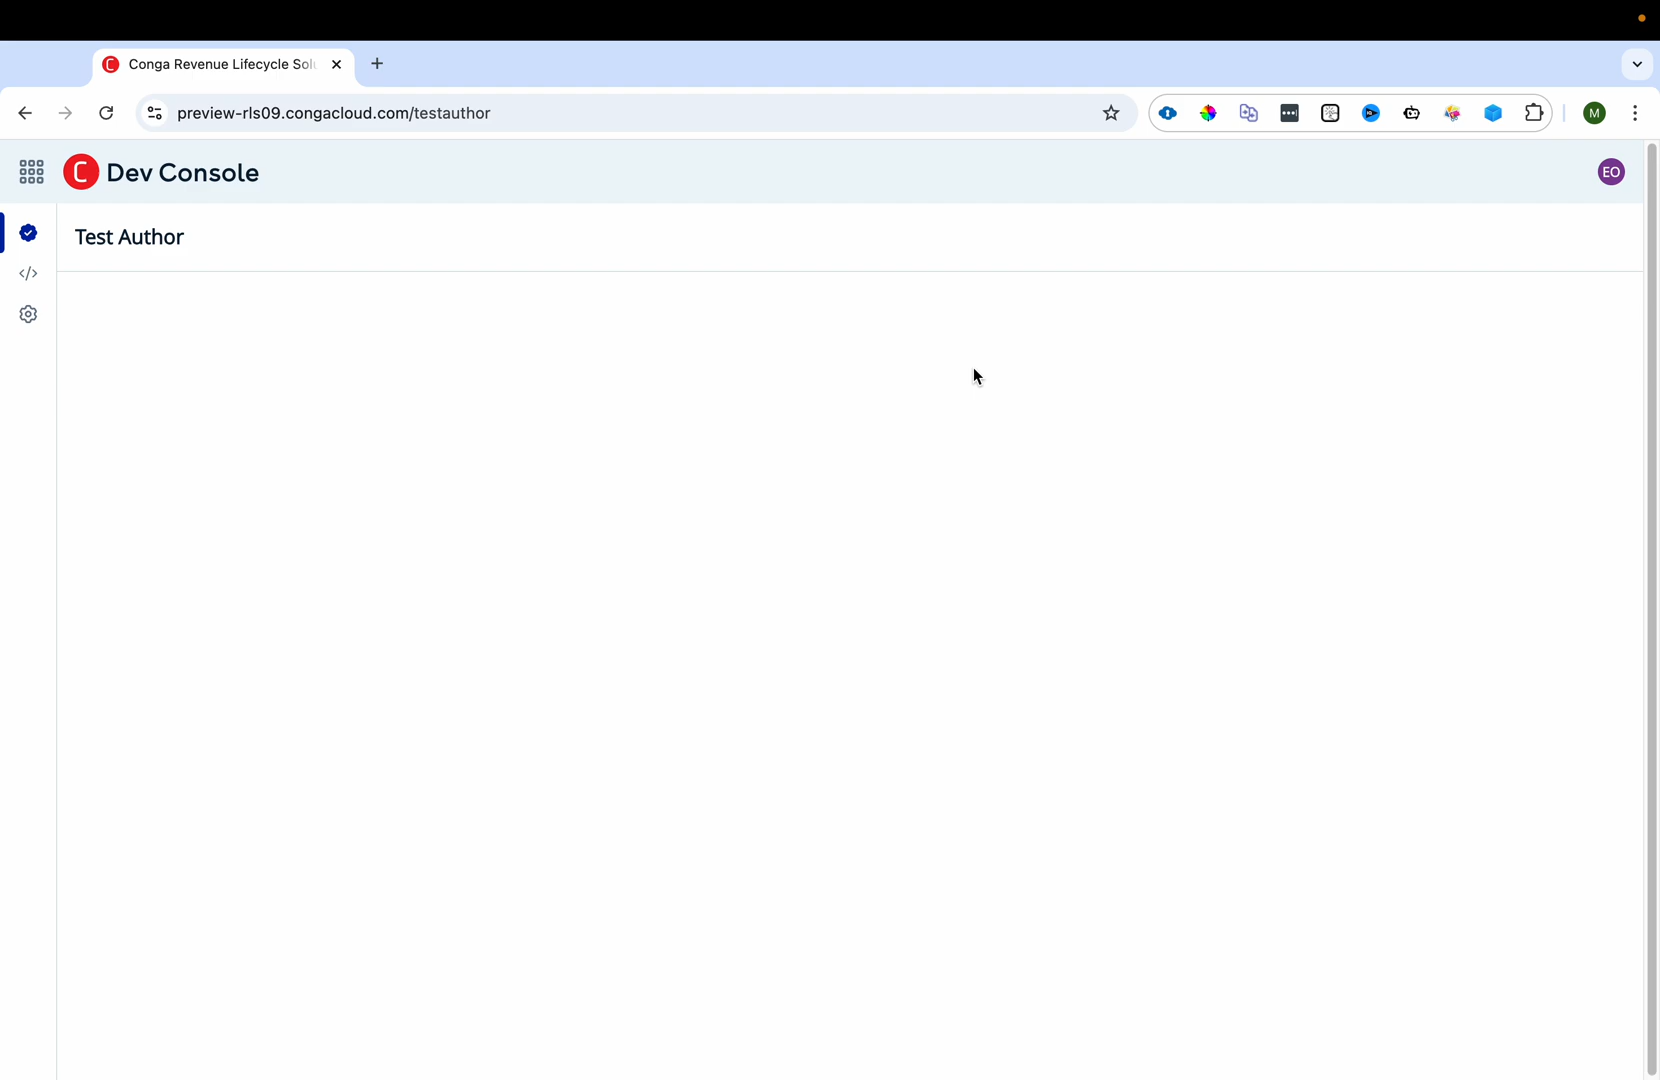 Conga Revenue Lifecycle Sol
preview-rls09.congacloud.com/testauthor
M
C Dev Console
EO
Test Author